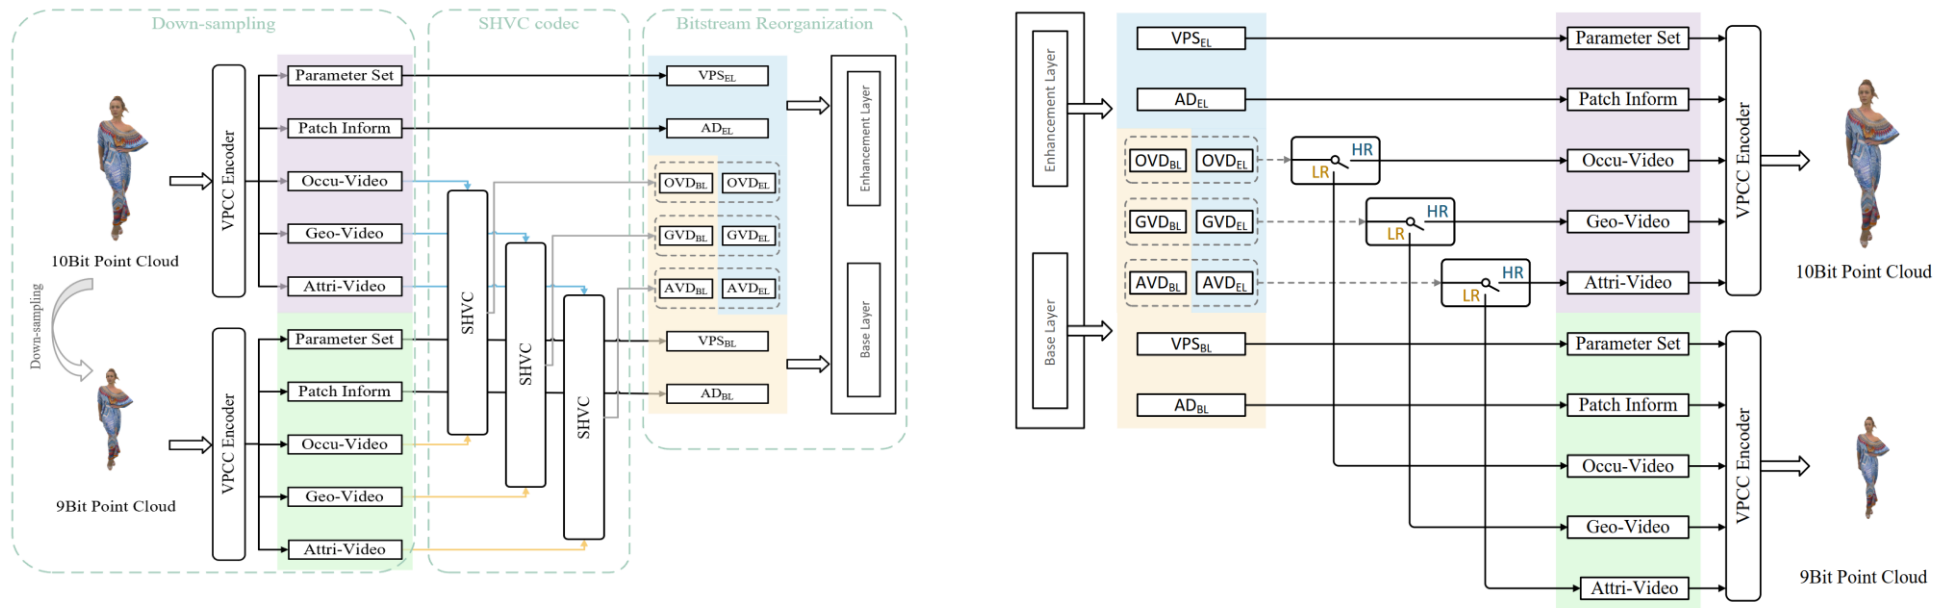 Down-sampling
SHVC codec
Bitstream Reorganization
10Bit Point Cloud
Down-sampling
9Bit Point Cloud
VPCC Encoder
VPCC Encoder
Parameter Set
Patch Inform
Occu-Video
Geo-Video
Attri-Video
Parameter Set
Patch Inform
Occu-Video
Geo-Video
Attri-Video
SHVC
SHVC
SHVC
VPSEL
ADEL
OVDBL OVDEL
GVDBL GVDEL
AVDBL AVDEL
VPSBL
ADBL
Enhancement Layer
Base Layer
Enhancement Layer
Base Layer
VPSEL
ADEL
OVDBL OVDEL
GVDBL GVDEL
AVDBL AVDEL
VPSBL
ADBL
HR
LR
HR
LR
HR
LR
Parameter Set
Patch Inform
Occu-Video
Geo-Video
Attri-Video
Parameter Set
Patch Inform
Occu-Video
Geo-Video
Attri-Video
VPCC Encoder
VPCC Encoder
10Bit Point Cloud
9Bit Point Cloud